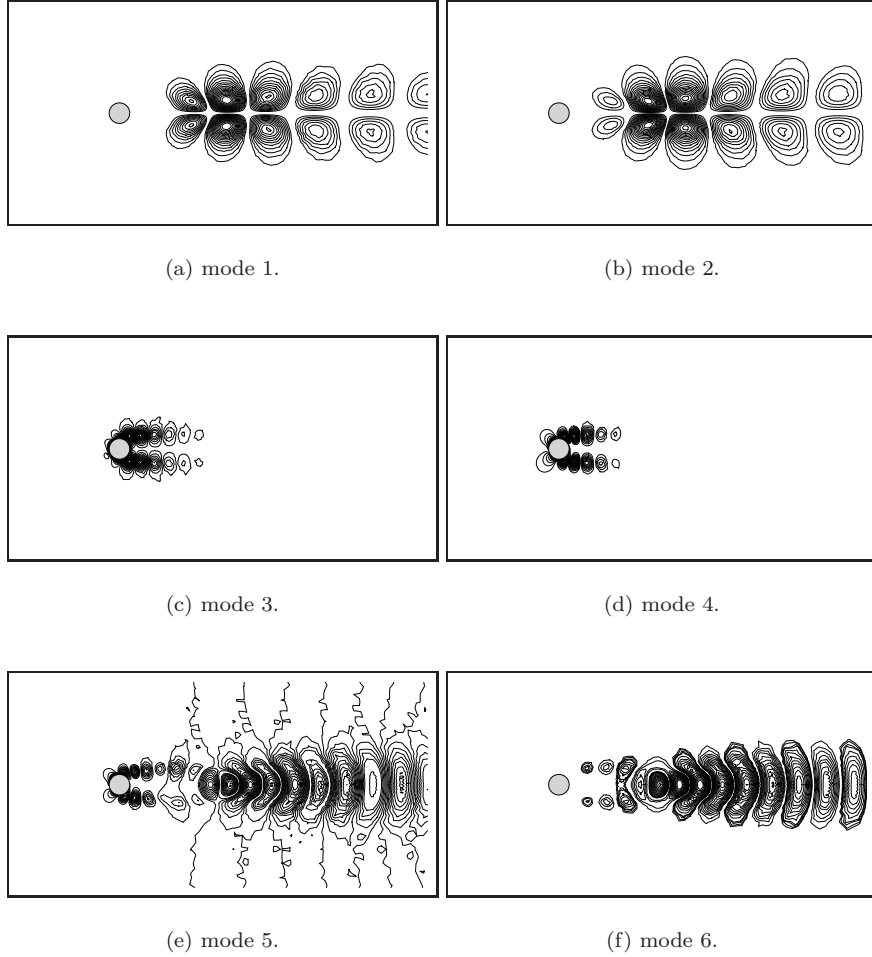 (a) mode 1.
(b) mode 2.
(c) mode 3.
(d) mode 4.
(e) mode 5.
(f) mode 6.